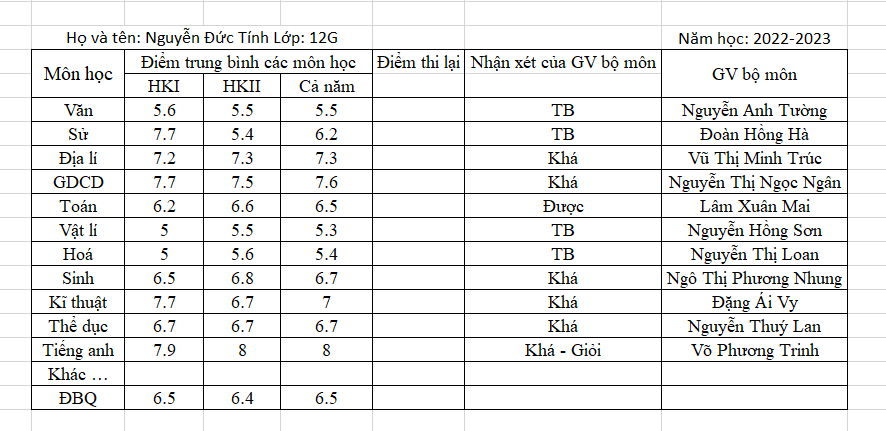 Họ và tên: Nguyễn Đức Tính Lớp: 12G Năm học: 2022-2023
Môn học Điểm trung bình các môn học Điểm thi lại Nhận xét của GV bộ môn GV bộ môn
HKI HKII Cả năm
Văn 5.6 5.5 5.5 TB Nguyễn Anh Tường
Sử 7.7 5.4 6.2 TB Đoàn Hồng Hà
Địa lí 7.2 7.3 7.3 Khá Vũ Thị Minh Trúc
GDCD 7.7 7.5 7.6 Khá Nguyễn Thị Ngọc Ngân
Toán 6.2 6.6 6.5 Được Lâm Xuân Mai
Vật lí 5 5.5 5.3 TB Nguyễn Hồng Sơn
Hoá 5 5.6 5.4 TB Nguyễn Thị Loan
Sinh 6.5 6.8 6.7 Khá Ngô Thị Phương Nhung
Kĩ thuật 7.7 6.7 7 Khá Đặng Ái Vy
Thể dục 6.7 6.7 6.7 Khá Nguyễn Thuý Lan
Tiếng anh 7.9 8 8 Khá - Giỏi Võ Phương Trinh
Khác …
ĐBQ 6.5 6.4 6.5